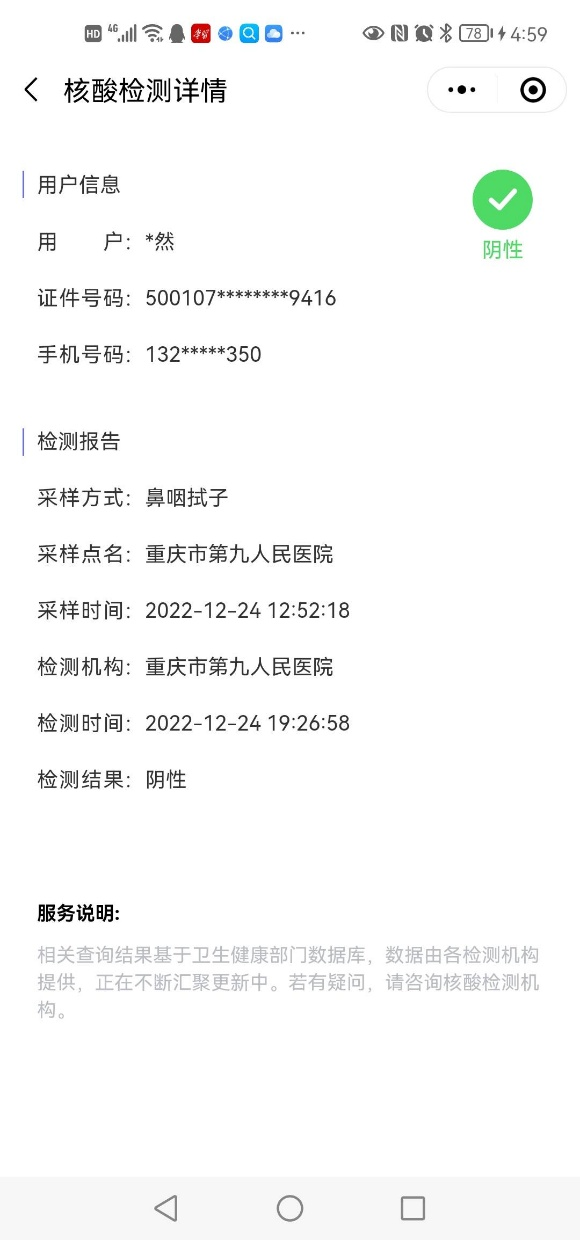 HD 4G 78 4:59
核酸检测详情
用户信息
用 户：*然
阴性
证件号码：500107********9416
手机号码：132*****350
检测报告
采样方式：鼻咽拭子
采样点名：重庆市第九人民医院
采样时间：2022-12-24 12:52:18
检测机构：重庆市第九人民医院
检测时间：2022-12-24 19:26:58
检测结果：阴性
服务说明:
相关查询结果基于卫生健康部门数据库，数据由各检测机构
提供，正在不断汇聚更新中。若有疑问，请咨询核酸检测机
构。